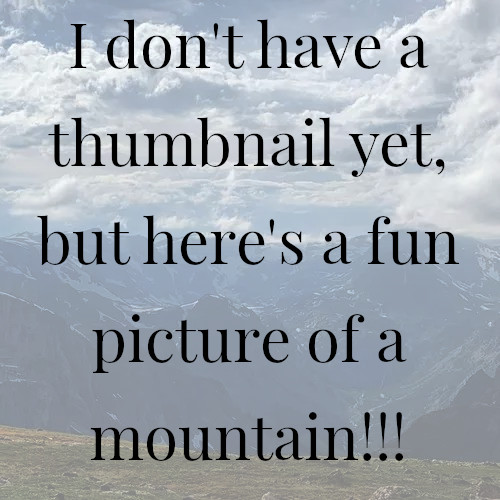 I don't have a
thumbnail yet,
but here's a fun
picture of a
mountain!!!